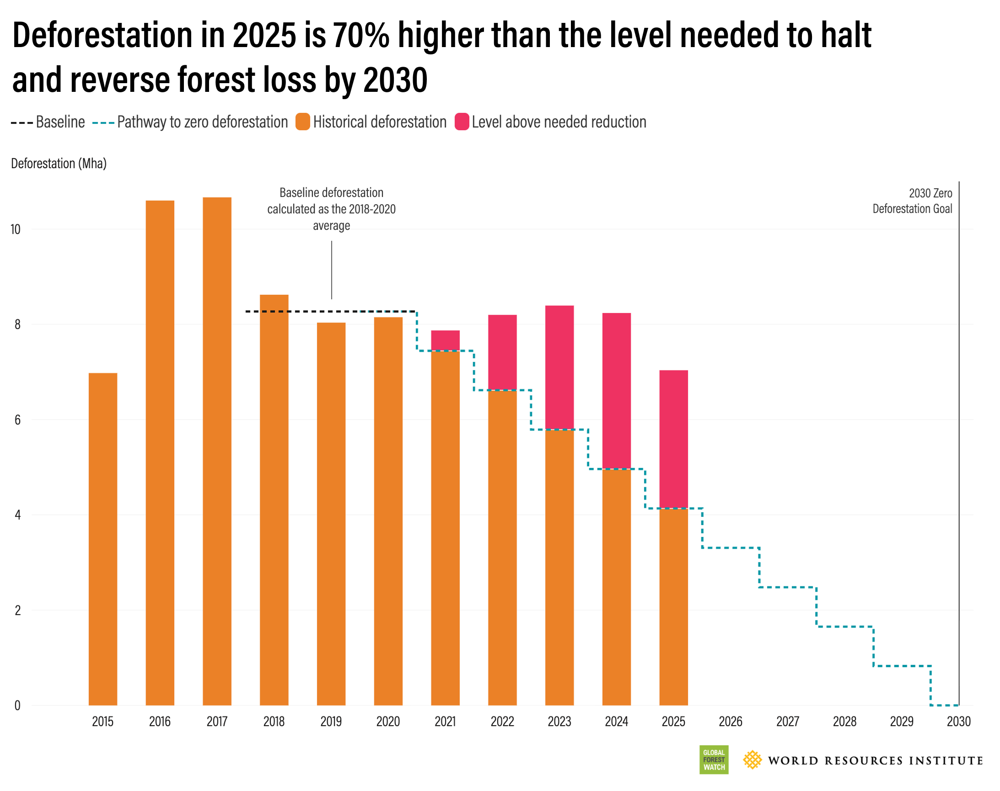 Deforestation in 2025 is 70% higher than the level needed to halt
and reverse forest loss by 2030
Baseline Pathway to zero deforestation Historical deforestation Level above needed reduction
Deforestation (Mha)
Baseline deforestation
calculated as the 2018-2020
average
2030 Zero
Deforestation Goal
10
8
6
4
2
0
2015 2016 2017 2018 2019 2020 2021 2022 2023 2024 2025 2026 2027 2028 2029 2030
GLOBAL
FOREST
WATCH
WORLD RESOURCES INSTITUTE